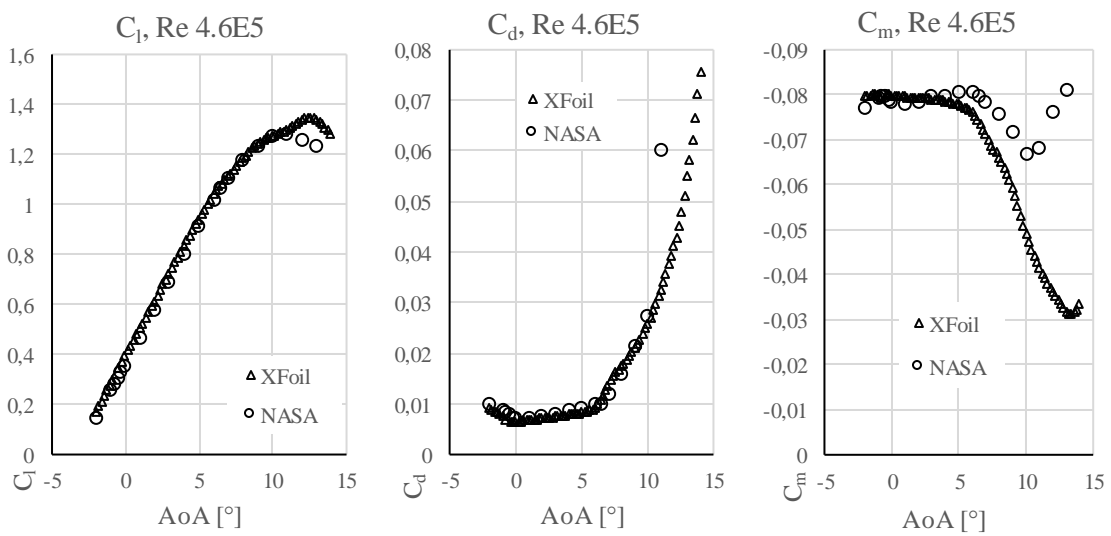 C_l, Re 4.6E5
1,6
1,4
1,2
1
0,8
0,6
0,4
0,2
0
-5
0
5
10
15
XFoil
NASA
C_l
AoA [°]
C_d, Re 4.6E5
0,08
0,07
0,06
0,05
0,04
0,03
0,02
0,01
0
-5
0
5
10
15
XFoil
NASA
C_d
AoA [°]
C_m, Re 4.6E5
-0,09
-0,08
-0,07
-0,06
-0,05
-0,04
-0,03
-0,02
-0,01
0
-5
0
5
10
15
XFoil
NASA
C_m
AoA [°]